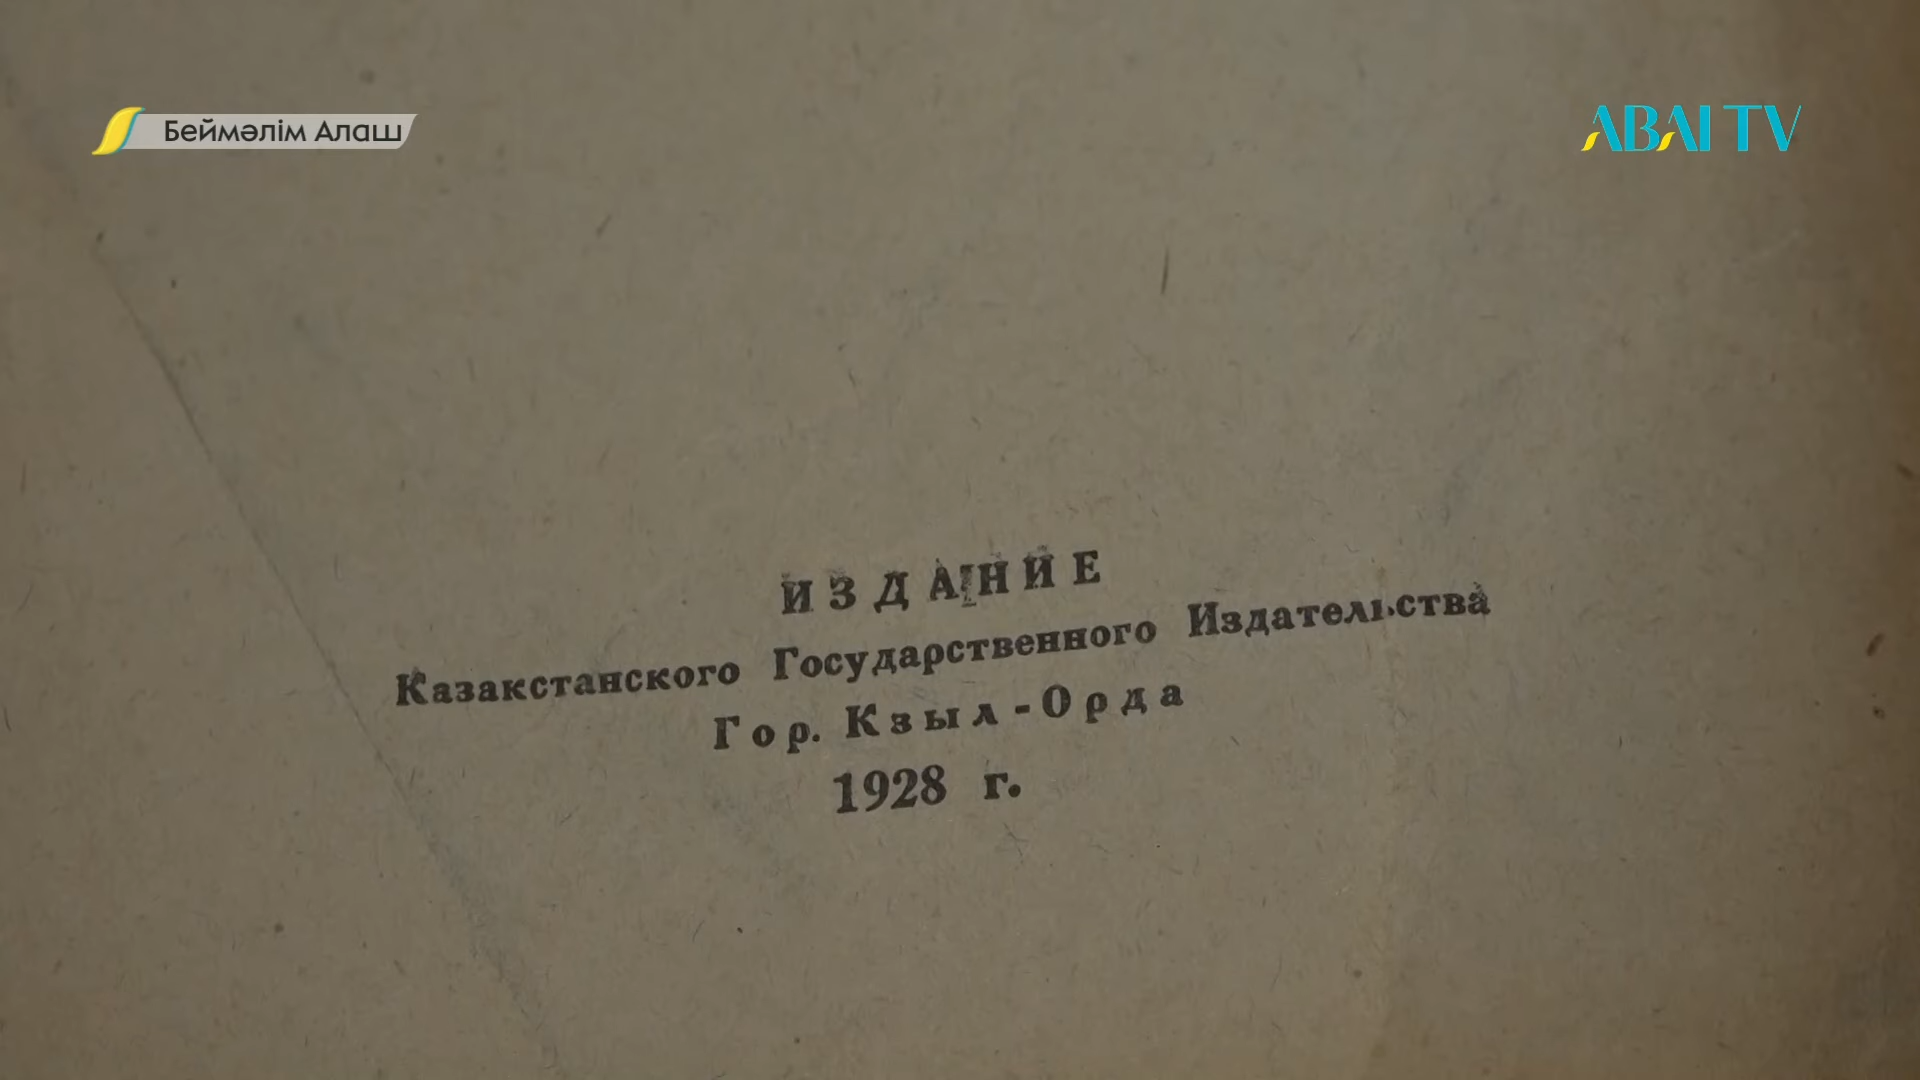 Беймәлім Алаш
ABAI TV
ИЗДАНИЕ
Казакстанского Государственного Издательства
Гор. Кзыл-Орда
1928 г.